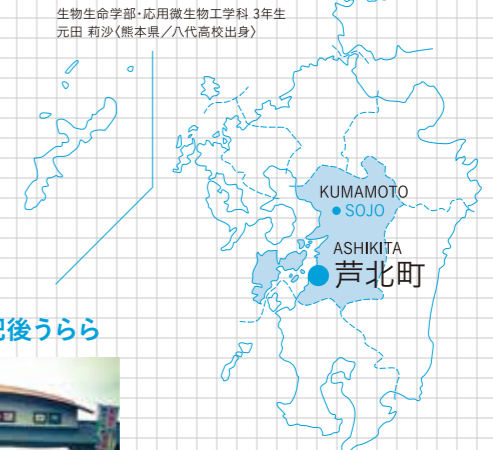 生物生命学部・応用微生物工学科 3年生
元田 莉沙〈熊本県／八代高校出身〉
KUMAMOTO
SOJO
ASHIKITA
芦北町
肥後うらら